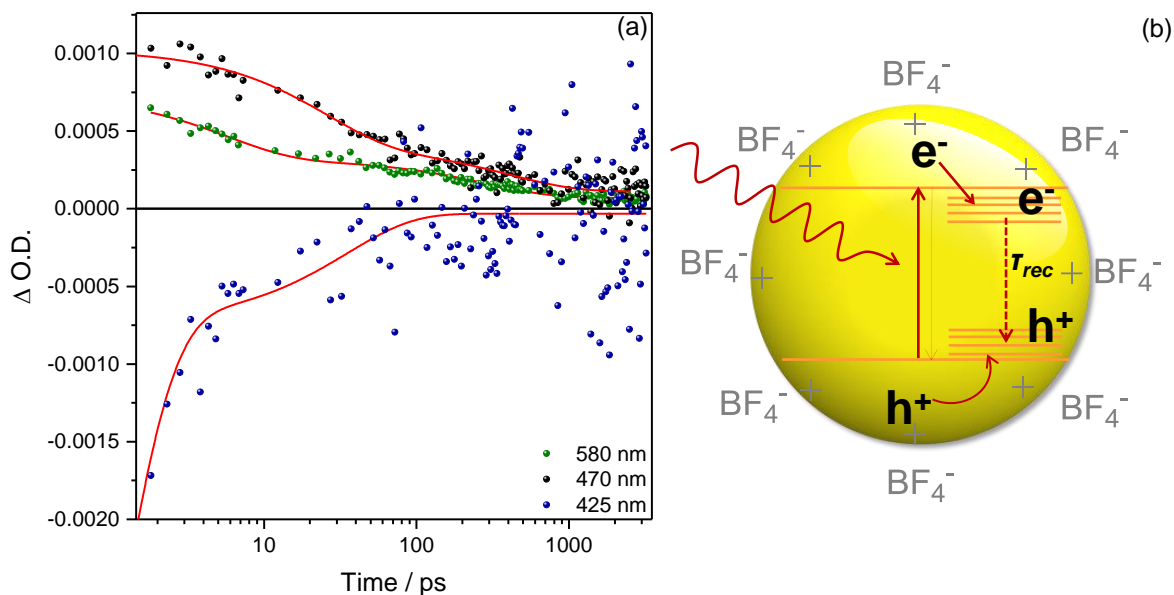 (a)
0.0010
0.0005
0.0000
-0.0005
-0.0010
-0.0015
-0.0020
Δ O.D.
10
100
1000
Time / ps
580 nm
470 nm
425 nm
(b)
BF₄⁻
BF₄⁻
BF₄⁻
+
+
+
e⁻
e⁻
BF₄⁻
+
τrec
+
BF₄⁻
h⁺
h⁺
BF₄⁻
+
+
BF₄⁻
+
BF₄⁻